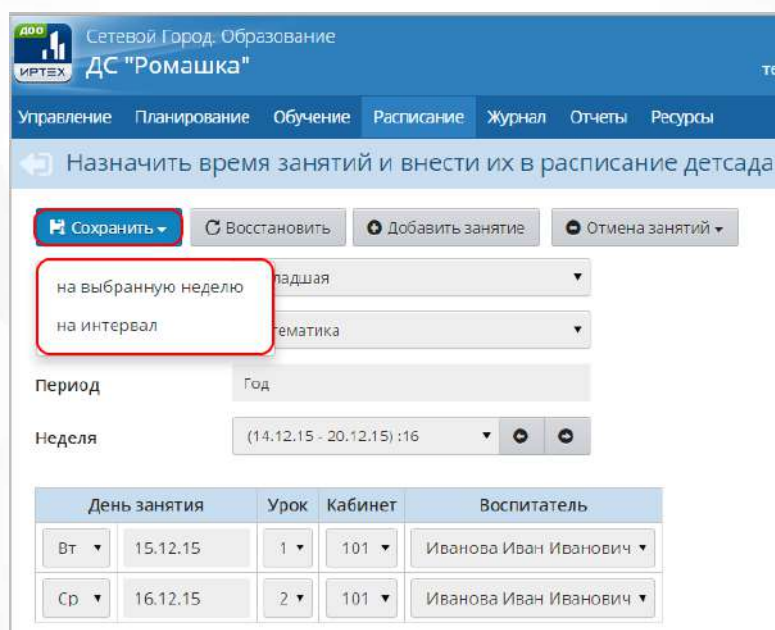 ДОО
ИРТЕХ
Сетевой Город. Образование
ДС "Ромашка"
Управление Планирование Обучение Расписание Журнал Отчеты Ресурсы
Назначить время занятий и внести их в расписание детсада
Сохранить Восстановить Добавить занятие Отмена занятий
на выбранную неделю
на интервал
Период Год
Неделя (14.12.15 - 20.12.15) :16
День занятия Урок Кабинет Воспитатель
Вт 15.12.15 1 101 Иванова Иван Иванович
Ср 16.12.15 2 101 Иванова Иван Иванович